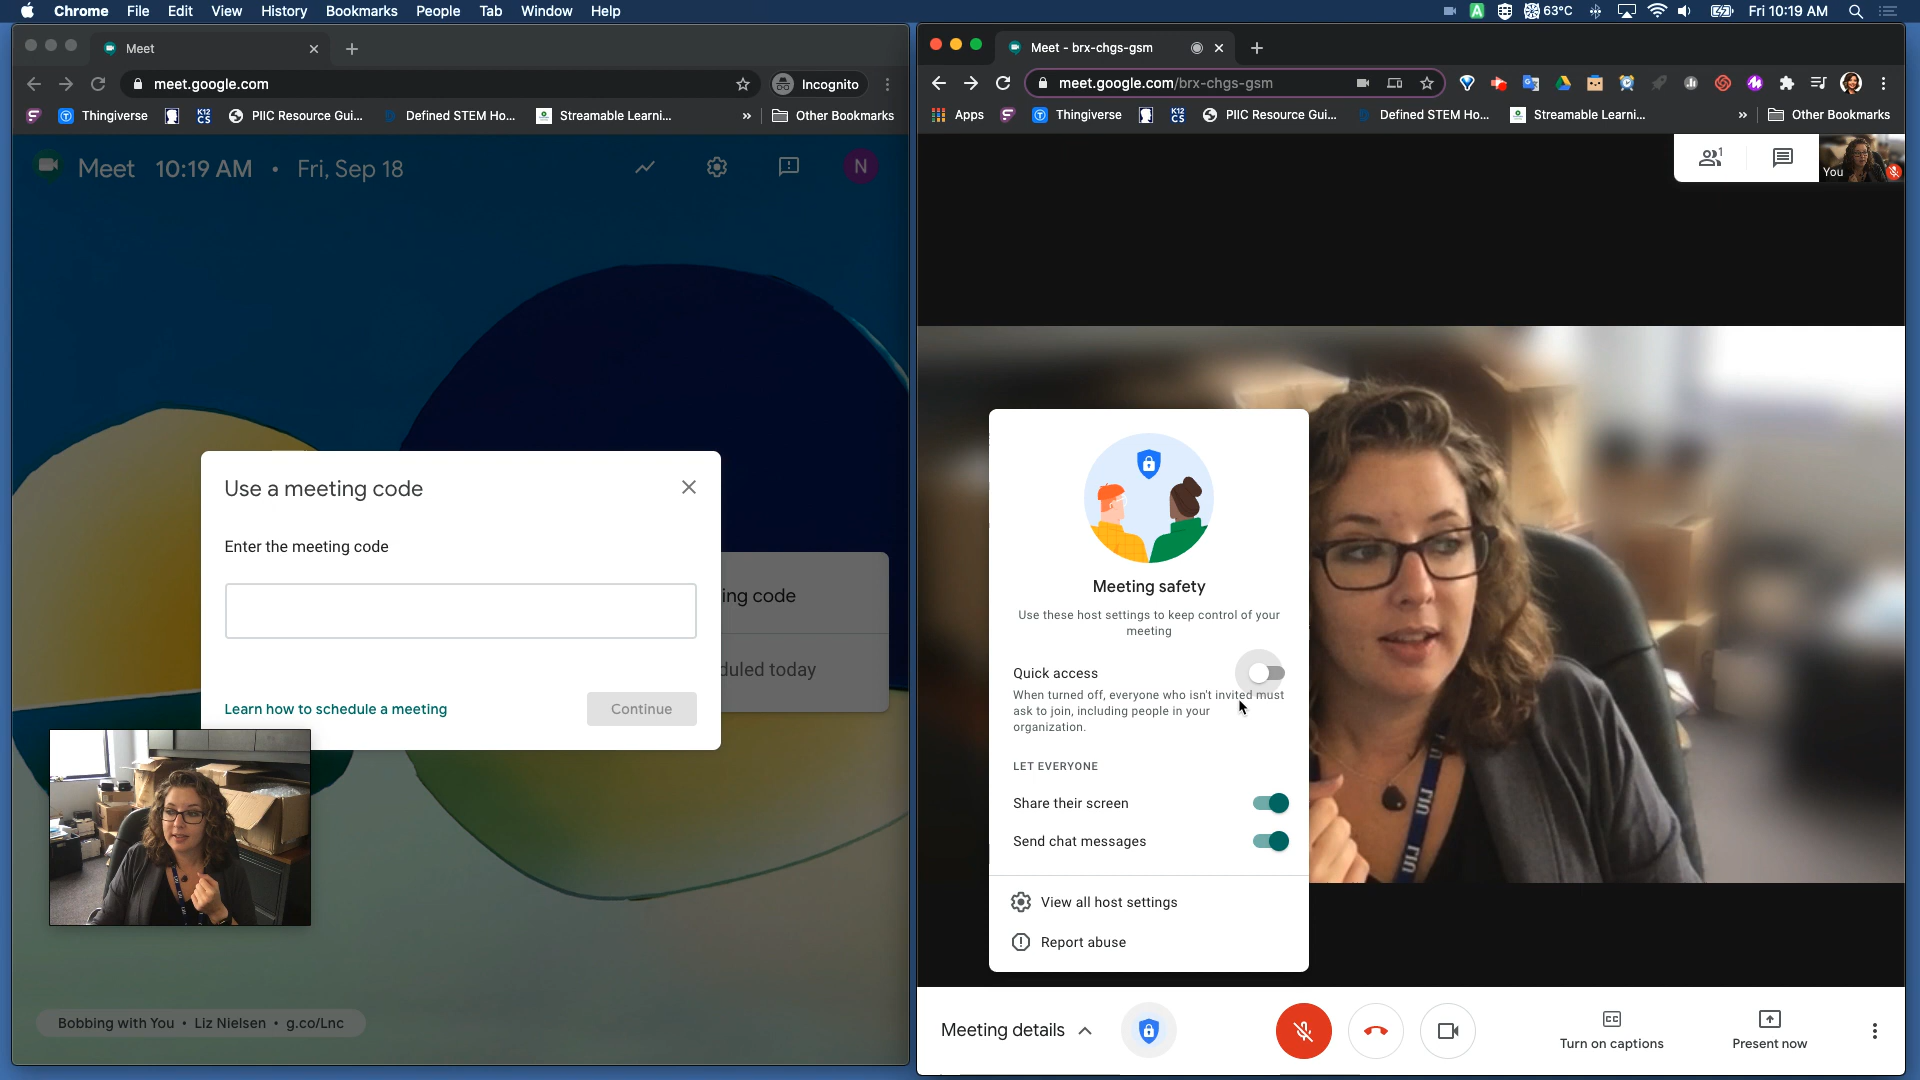 Chrome File Edit View History Bookmarks People Tab Window Help
63°C Fri 10:19 AM
Meet
meet.google.com
Incognito
Thingiverse K12 CS PIIC Resource Gui... Defined STEM Ho... Streamable Learni... » Other Bookmarks
Meet 10:19 AM • Fri, Sep 18
N
Use a meeting code
Enter the meeting code
ing code
duled today
Learn how to schedule a meeting
Continue
Bobbing with You • Liz Nielsen • g.co/Lnc
Meet - brx-chgs-gsm
meet.google.com/brx-chgs-gsm
Apps Thingiverse K12 CS PIIC Resource Gui... Defined STEM Ho... Streamable Learni... » Other Bookmarks
1
You
Meeting safety
Use these host settings to keep control of your
meeting
Quick access
When turned off, everyone who isn't invited must
ask to join, including people in your
organization.
LET EVERYONE
Share their screen
Send chat messages
View all host settings
Report abuse
Meeting details
CC
Turn on captions
Present now